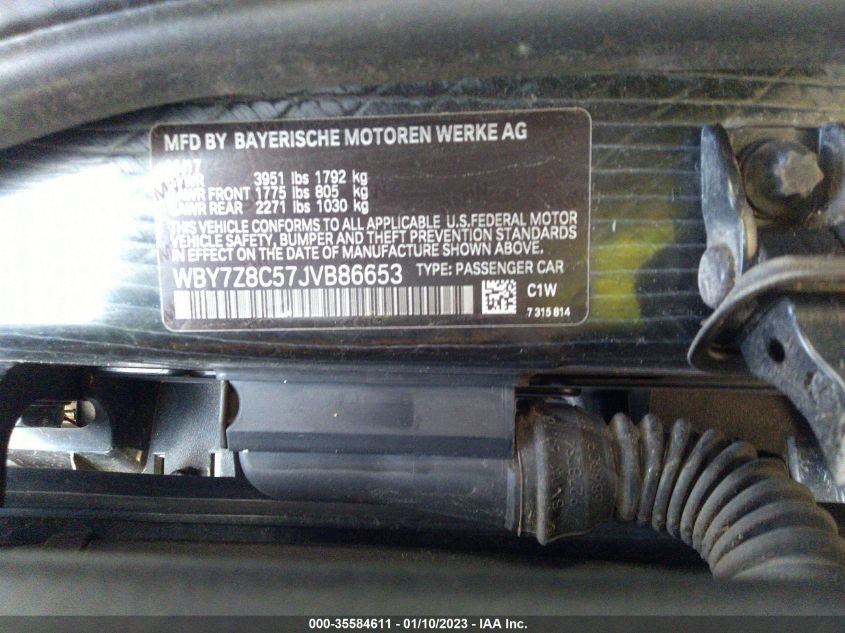 MFD BY BAYERISCHE MOTOREN WERKE AG
3951 lbs 1792 kg
FRONT 1775 lbs 805 kg
GAWR REAR 2271 lbs 1030 kg
THIS VEHICLE CONFORMS TO ALL APPLICABLE U.S.FEDERAL MOTOR
VEHICLE SAFETY, BUMPER AND THEFT PREVENTION STANDARDS
IN EFFECT ON THE DATE OF MANUFACTURE SHOWN ABOVE.
WBY7Z8C57JVB86653 TYPE: PASSENGER CAR
C1W
7 315 814
000-35584611 — 01/10/2023 — IAA Inc.